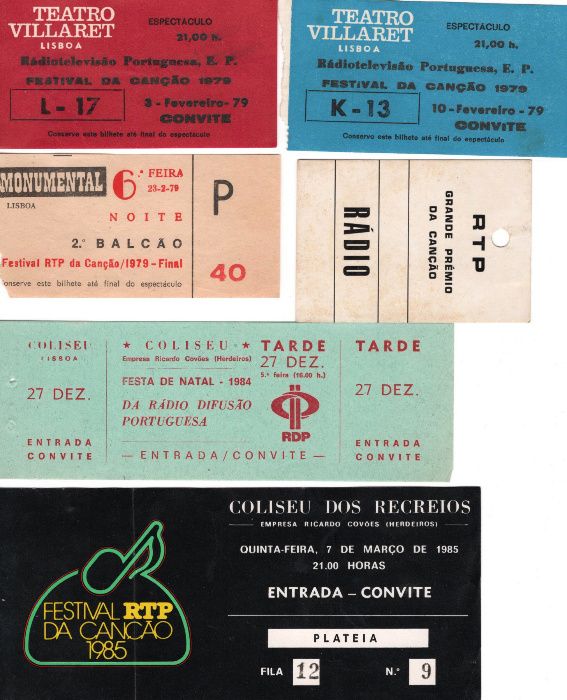 TEATRO
VILLARET
LISBOA
ESPECTÁCULO
21,00 h.
Rádiotelevisão Portuguesa, E. P.
FESTIVAL DA CANÇÃO 1979
L - 17
3 - Fevereiro - 79
CONVITE
Conserve este bilhete até final do espectáculo
TEATRO
VILLARET
LISBOA
ESPECTÁCULO
21,00 h.
Rádiotelevisão Portuguesa, E. P.
FESTIVAL DA CANÇÃO 1979
K - 13
10 - Fevereiro - 79
CONVITE
Conserve este bilhete até final do espectáculo
MONUMENTAL
LISBOA
6.ª FEIRA
23-2-79
NOITE
2.º BALCÃO
Festival RTP da Canção/1979 - Final
onserve este bilhete até final do espectáculo
P
40
RTP
GRANDE PRÉMIO
DA CANÇÃO
RÁDIO
COLISEU
LISBOA
27 DEZ.
ENTRADA
CONVITE
★ COLISEU ★
Empresa Ricardo Covões (Herdeiros)
FESTA DE NATAL - 1984
DA RÁDIO DIFUSÃO
PORTUGUESA
— ENTRADA/CONVITE —
TARDE
27 DEZ.
5.ª feira (16.00 h.)
RDP
TARDE
27 DEZ.
ENTRADA
CONVITE
FESTIVAL RTP
DA CANÇÃO
1985
COLISEU DOS RECREIOS
— EMPRESA RICARDO COVÕES (HERDEIROS) —
QUINTA-FEIRA, 7 DE MARÇO DE 1985
21.00 HORAS
ENTRADA – CONVITE
PLATEIA
FILA 12 N.º 9